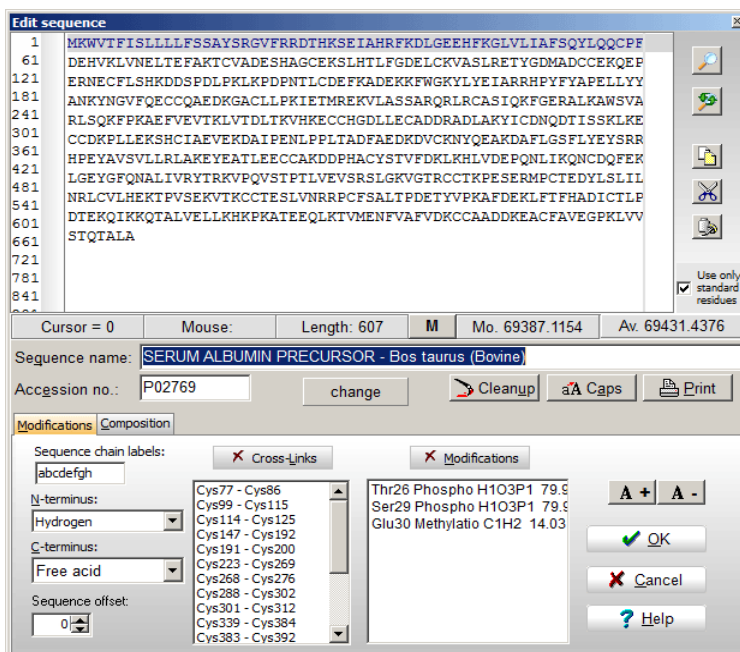 Edit sequence
1 MKWVTFISLLLLFSSAYSRGVFRRDTHKSEIAHRFKDLGEEHFKGLVLIAFSQYLQQCPF
61 DEHVKLVNELTEFAKTCVADESHAGCEKSLHTLFGDELCKVASLRETYGDMADCCEKQEP
121 ERNECFLSHKDDSPDLPKLKPDPNTLCDEFKADEKKFWGKYLYEIARRHPYFYAPELLYY
181 ANKYNGVFQECCQAEDKGACLLPKIETMREKVLASSARQRLRCASIQKFGERALKAWSVA
241 RLSQKFPKAEFVEVTKLVTDLTKVHKECCHGDLLECADDRADLAKYICDNQDTISSKLKE
301 CCDKPLLEKSHCIAEVEKDAIPENLPPLTADFAEDKDVCKNYQEAKDAFLGSFLYEYSRR
361 HPEYAVSVLLRLAKEYEATLEECCAKDDPHACYSTVFDKLKHLVDEPQNLIKQNCDQFEK
421 LGEYGFQNALIVRYTRKVPQVSTPTLVEVSRSLGKVGTRCCTKPESERMPCTEDYLSLIL
481 NRLCVLHEKTPVSEKVTKCCTESLVNRRPCFSALTPDETYVPKAFDEKLFTFHADICTLP
541 DTEKQIKKQTALVELLKHKPKATEEQLKTVMENFVAFVDKCCAADDKEACFAVEGPKLVV
601 STQTALA
661
721
781
841
Use only standard residues
Cursor = 0 Mouse: Length: 607 M Mo. 69387.1154 Av. 69431.4376
Sequence name: SERUM ALBUMIN PRECURSOR - Bos taurus (Bovine)
Accession no.: P02769 change Cleanup aA Caps Print
Modifications Composition
Sequence chain labels:
abcdefgh
N-terminus:
Hydrogen
C-terminus:
Free acid
Sequence offset:
0
Cross-Links
Cys77 - Cys86
Cys99 - Cys115
Cys114 - Cys125
Cys147 - Cys192
Cys191 - Cys200
Cys223 - Cys269
Cys268 - Cys276
Cys288 - Cys302
Cys301 - Cys312
Cys339 - Cys384
Cys383 - Cys392
Modifications
Thr26 Phospho H1O3P1 79.9
Ser29 Phospho H1O3P1 79.9
Glu30 Methylatio C1H2 14.03
A + A -
OK
Cancel
Help